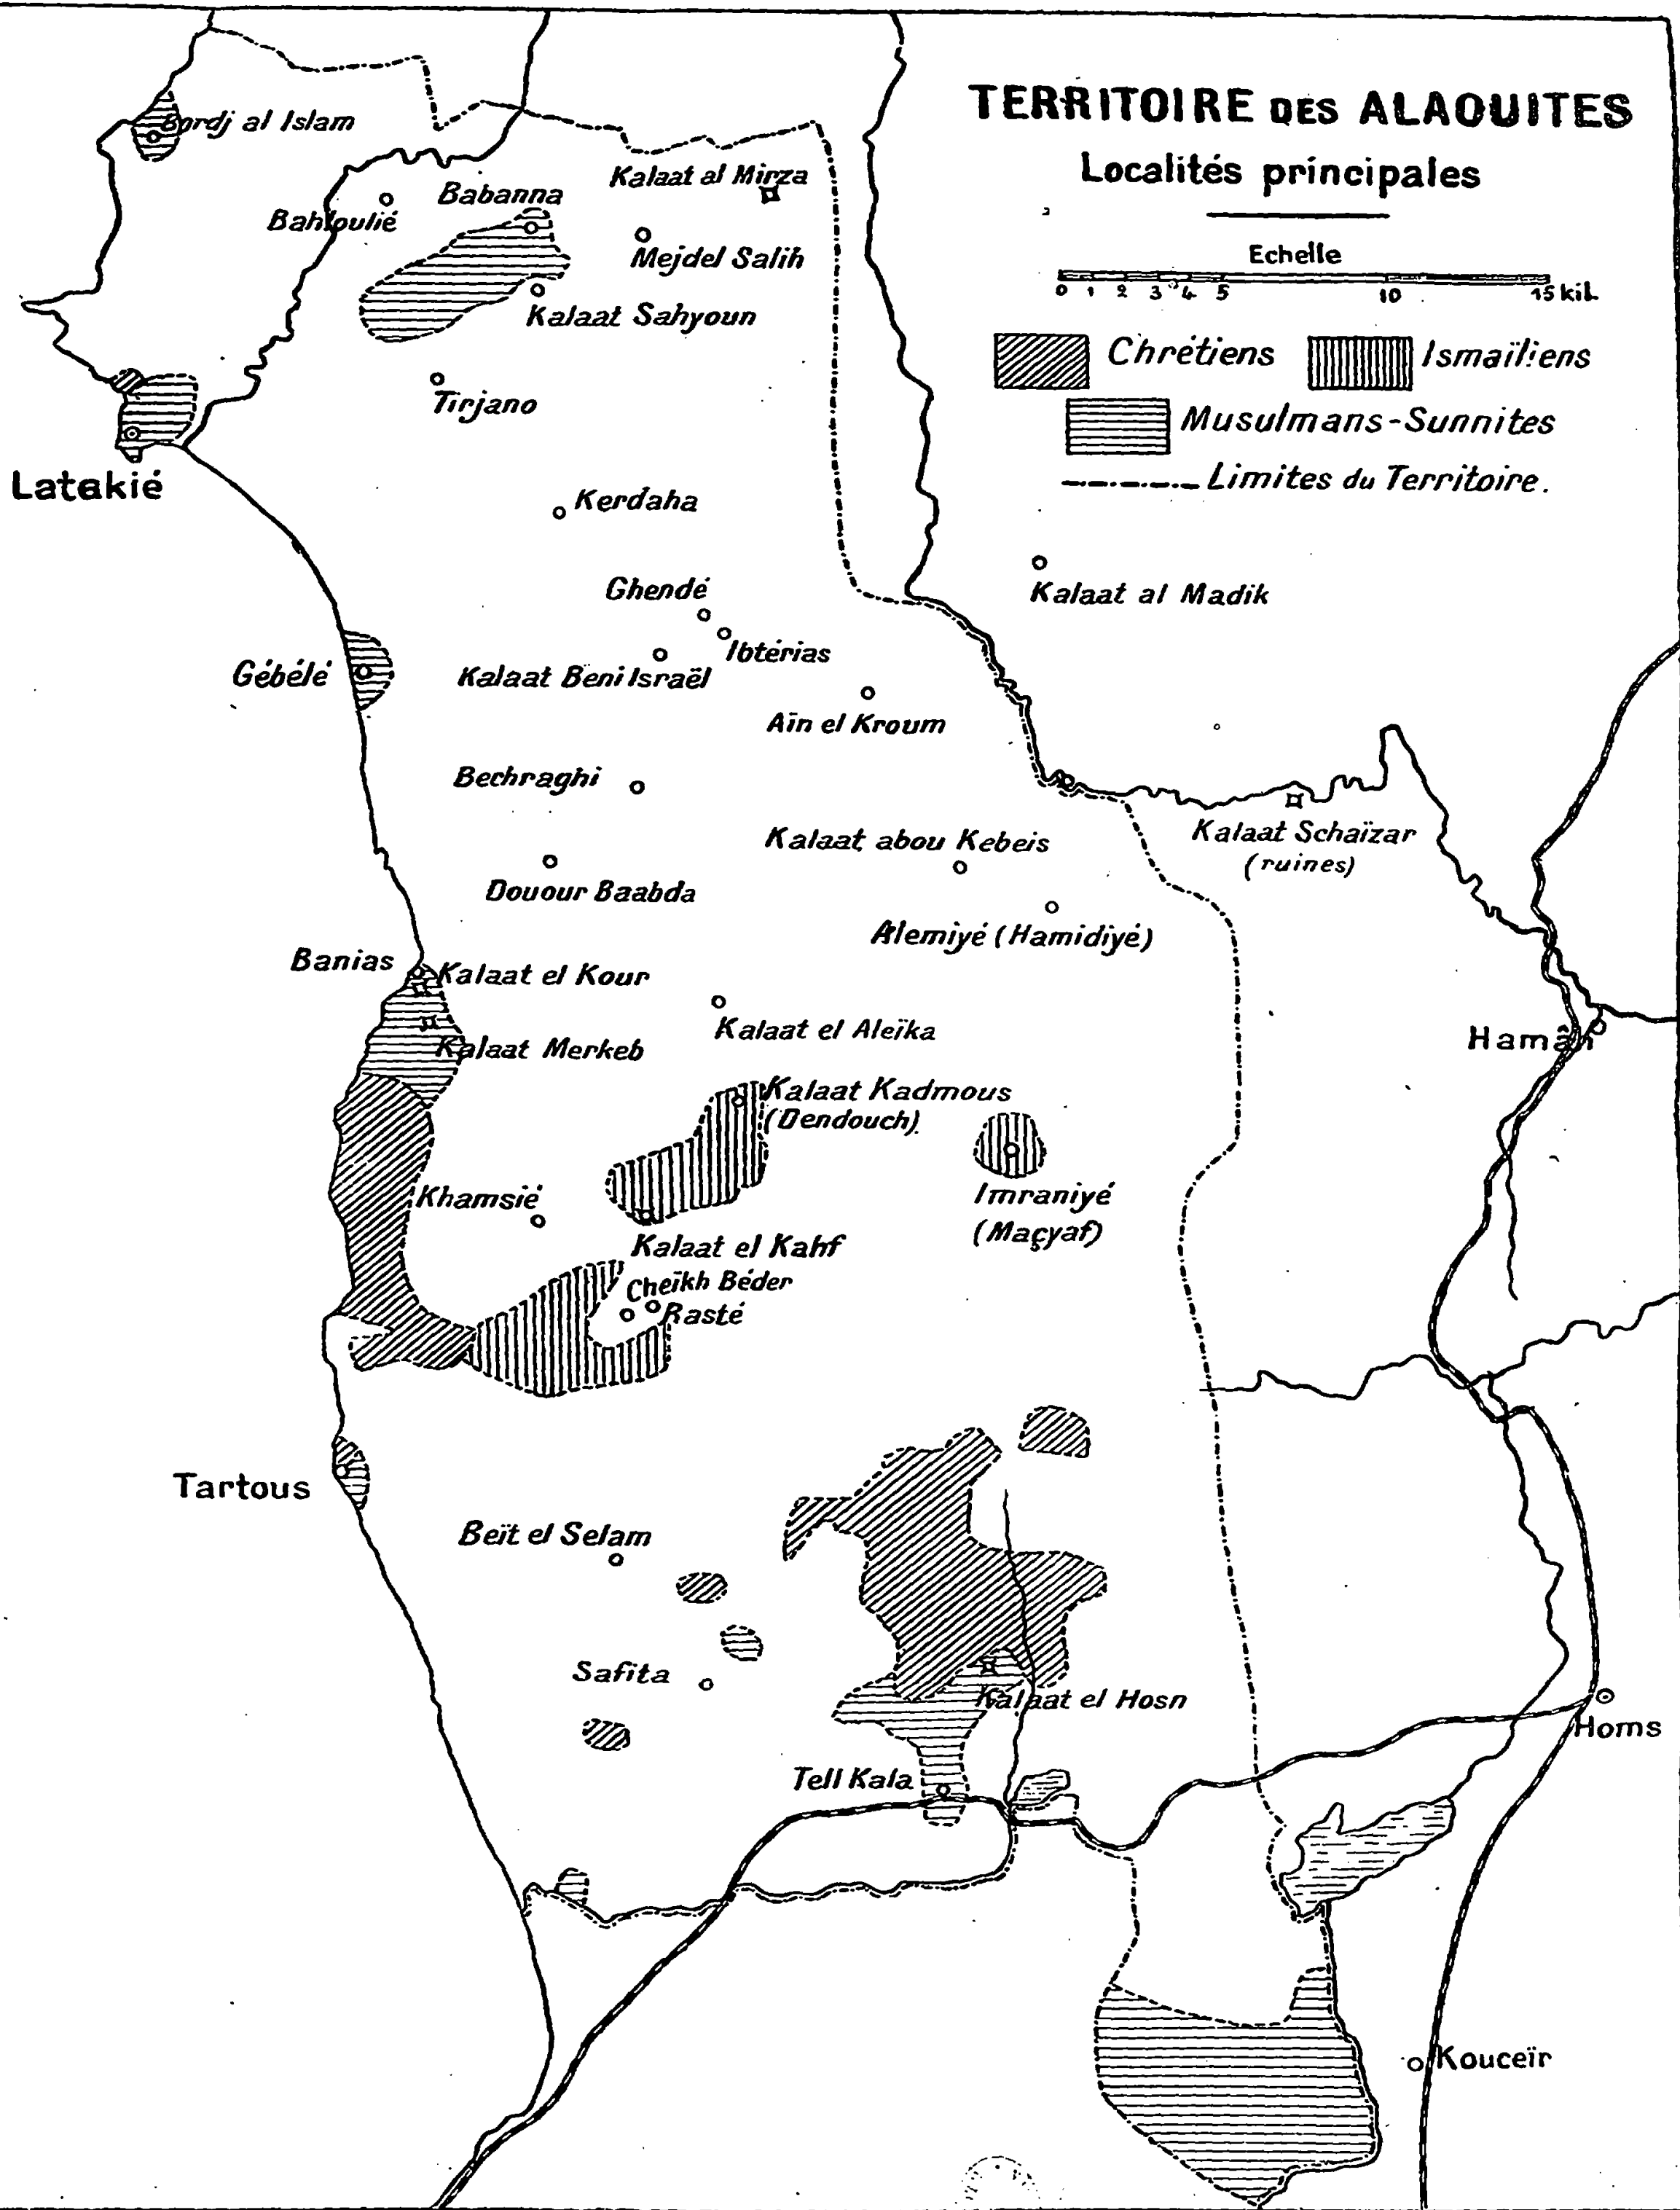 TERRITOIRE DES ALAOUITES
Localités principales
Echelle
0 1 2 3 4 5 10 15 kil.
Chrétiens
Ismaïliens
Musulmans-Sunnites
Limites du Territoire.
Bordj al Islam
Kalaat al Mirza
Babanna
Bahloulié
Mejdel Salih
Kalaat Sahyoun
Tirjano
Latakié
Kerdaha
Ghendé
Kalaat al Madik
Ibtérias
Gébélé
Kalaat Beni Israël
Aïn el Kroum
Bechraghi
Kalaat Schaïzar
(ruines)
Kalaat abou Kebeis
Douour Baabda
Alemiyé (Hamidiyé)
Banias
Kalaat el Kour
Kalaat el Aleïka
Hamâh
Kalaat Merkeb
Kalaat Kadmous
(Dendouch)
Khamsié
Imraniyé
(Maçyaf)
Kalaat el Kahf
Cheïkh Béder
Rasté
Tartous
Beït el Selam
Safita
Kalaat el Hosn
Homs
Tell Kala
Kouceïr